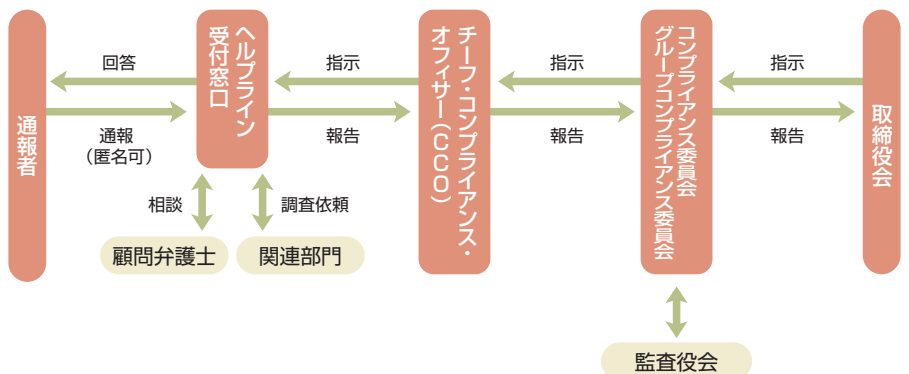 通報者
回答
通報
（匿名可）
ヘルプライン
受付窓口
相談
顧問弁護士
調査依頼
関連部門
指示
報告
チーフ・コンプライアンス・
オフィサー（CCO）
指示
報告
コンプライアンス委員会
グループコンプライアンス委員会
監査役会
指示
報告
取締役会